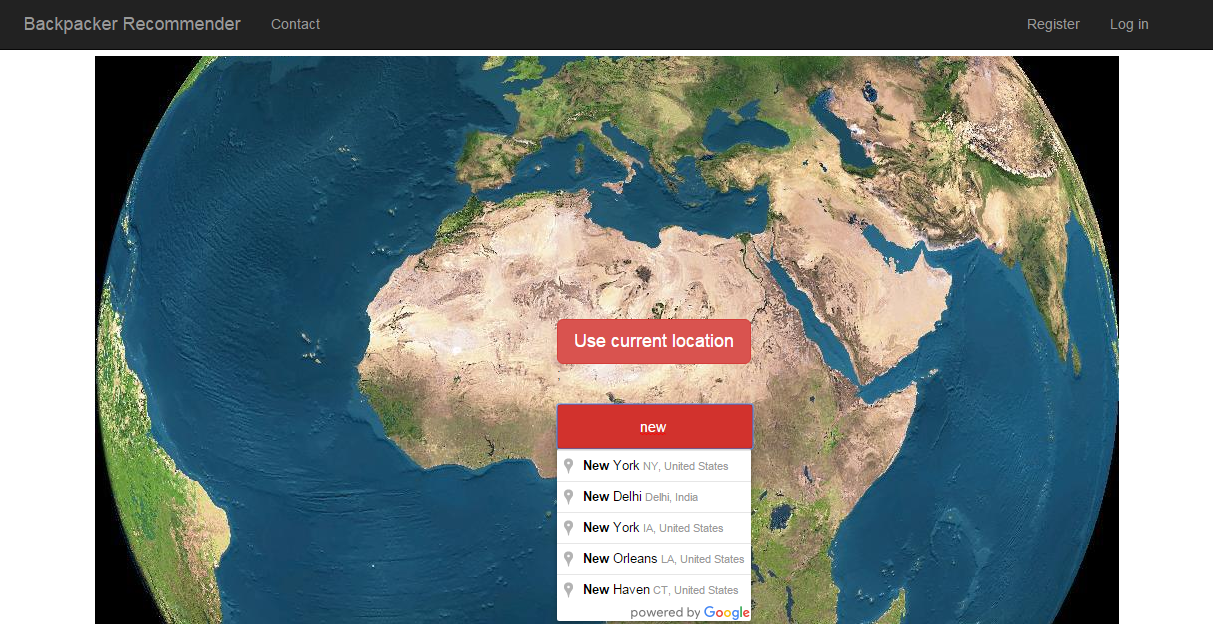 Backpacker Recommender Contact Register Log in
Use current location
new
New York NY, United States
New Delhi Delhi, India
New York IA, United States
New Orleans LA, United States
New Haven CT, United States
powered by Google